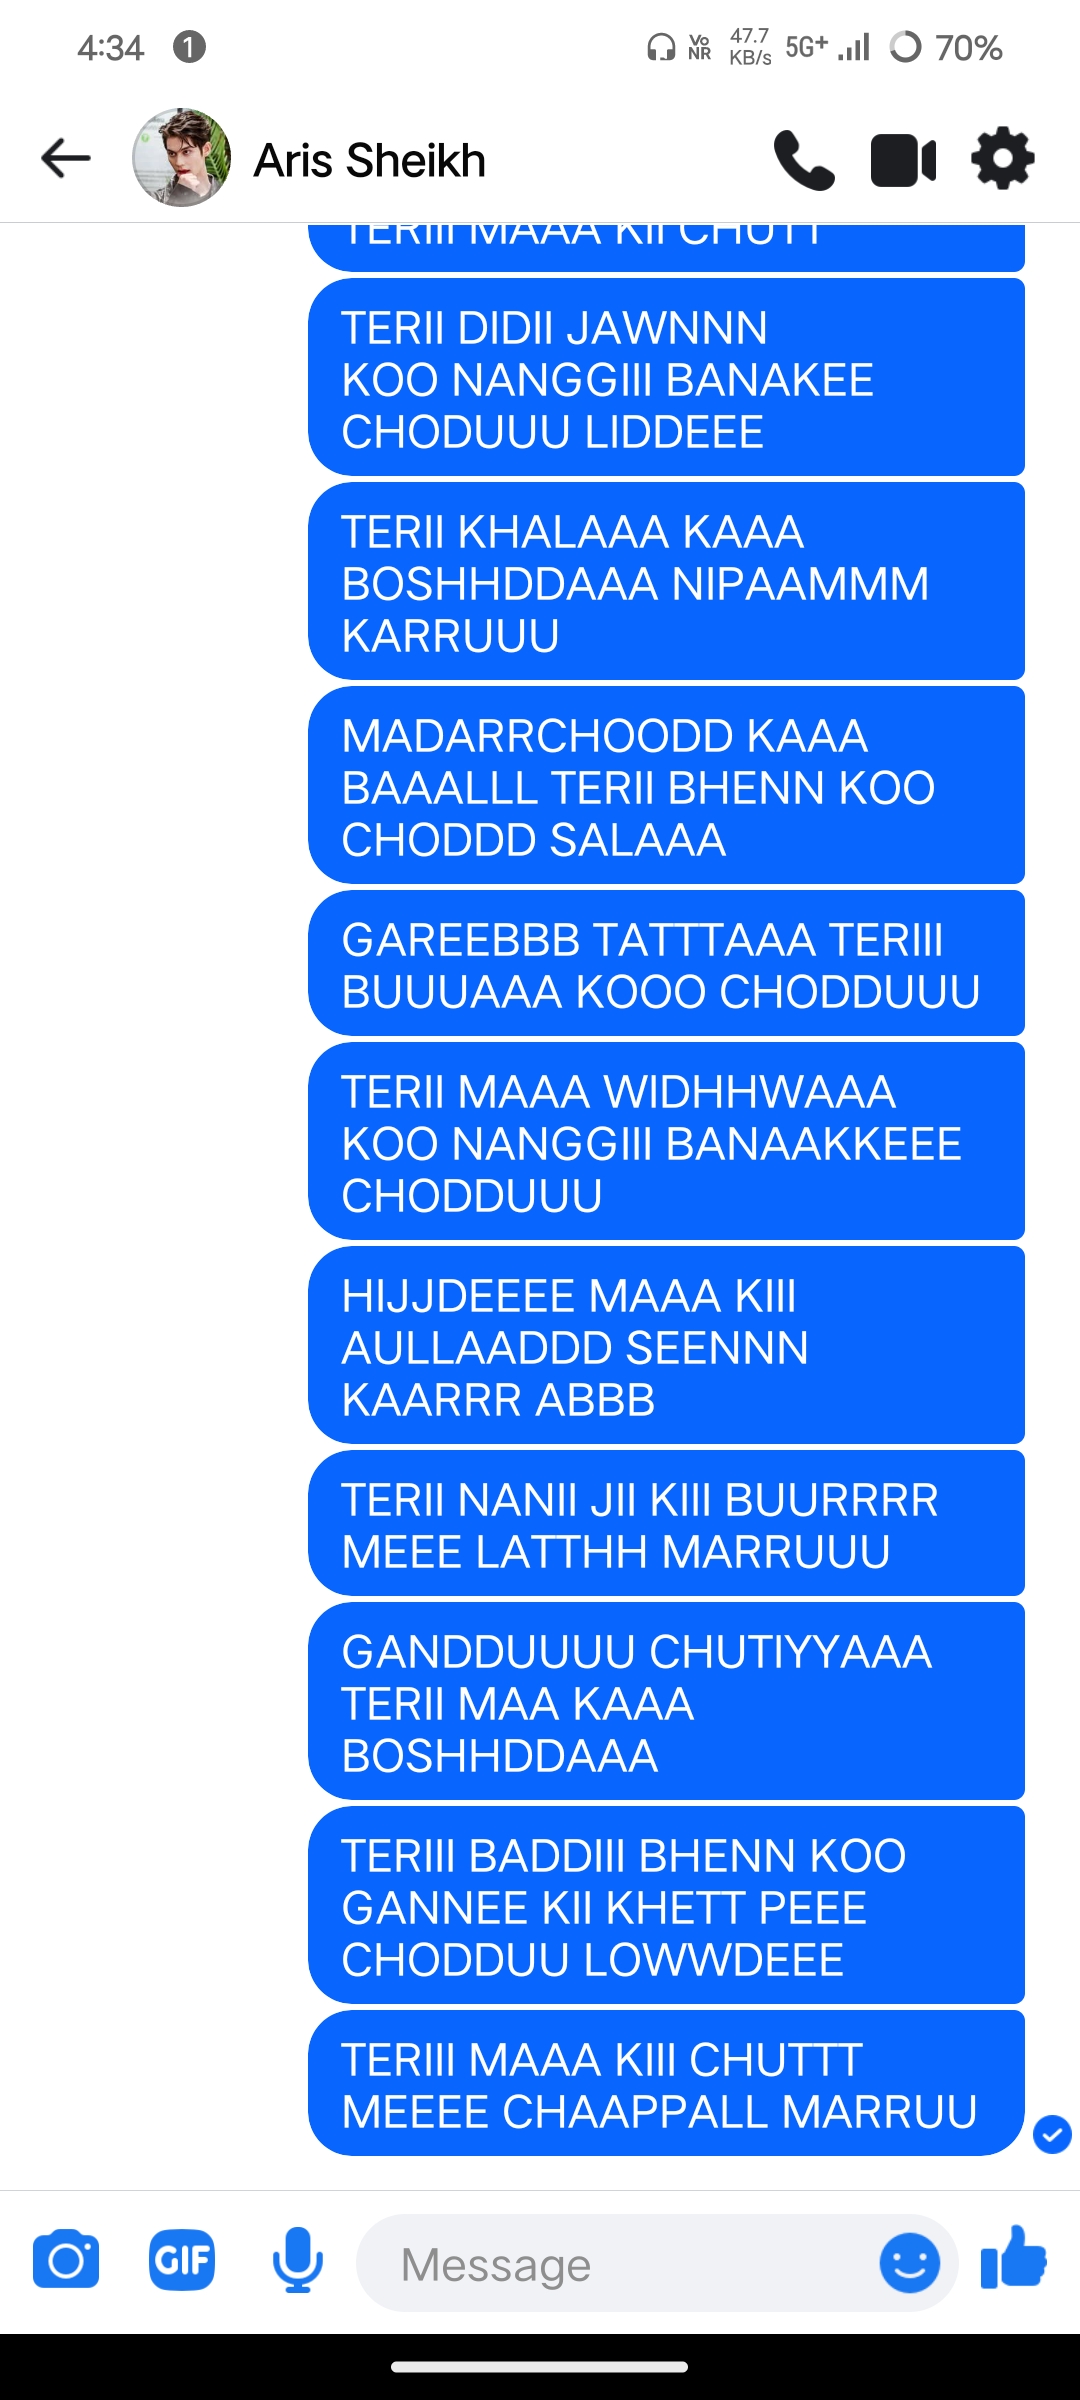 4:34 1 Vo NR 47.7 KB/s 5G+ 70%
Aris Sheikh
TERIII MAAA KII CHUTT
TERII DIDII JAWNNN
KOO NANGGIII BANAKEE
CHODUUU LIDDEEE
TERII KHALAAA KAAA
BOSHHDDAAA NIPAAMMM
KARRUUU
MADARRCHOODD KAAA
BAAALLL TERII BHENN KOO
CHODDD SALAAA
GAREEBBB TATTTAAA TERIII
BUUUAAA KOOO CHODDUUU
TERII MAAA WIDHHWAAA
KOO NANGGIII BANAAKKEEE
CHODDUUU
HIJJDEEEE MAAA KIII
AULLAADDD SEENNN
KAARRR ABBB
TERII NANII JII KIII BUURRRR
MEEE LATTHH MARRUUU
GANDDUUUU CHUTIYYAAA
TERII MAA KAAA
BOSHHDDAAA
TERIII BADDIII BHENN KOO
GANNEE KII KHETT PEEE
CHODDUU LOWWDEEE
TERIII MAAA KIII CHUTTT
MEEEE CHAAPPALL MARRUU
GIF Message